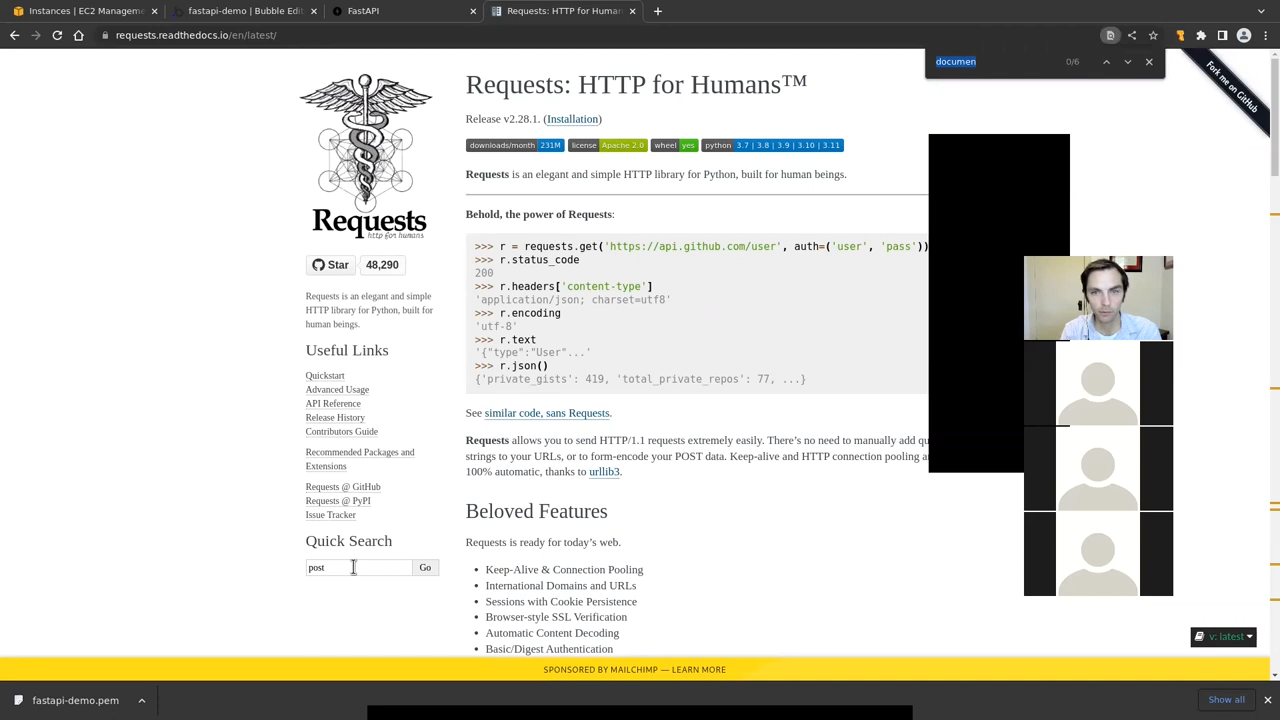 Instances | EC2 Manageme
fastapi-demo | Bubble Edit
FastAPI
Requests: HTTP for Human
requests.readthedocs.io/en/latest/
documen
0/6
Fork me on GitHub
Requests
http for humans
Star
48,290
Requests is an elegant and simple
HTTP library for Python, built for
human beings.
Useful Links
Quickstart
Advanced Usage
API Reference
Release History
Contributors Guide
Recommended Packages and
Extensions
Requests @ GitHub
Requests @ PyPI
Issue Tracker
Quick Search
post
Go
Requests: HTTP for Humans™
Release v2.28.1. (Installation)
downloads/month 231M license Apache 2.0 wheel yes python 3.7 | 3.8 | 3.9 | 3.10 | 3.11
Requests is an elegant and simple HTTP library for Python, built for human beings.
Behold, the power of Requests:
>>> r = requests.get('https://api.github.com/user', auth=('user', 'pass'))
>>> r.status_code
200
>>> r.headers['content-type']
'application/json; charset=utf8'
>>> r.encoding
'utf-8'
>>> r.text
'{"type":"User"...'
>>> r.json()
{'private_gists': 419, 'total_private_repos': 77, ...}
See similar code, sans Requests.
Requests allows you to send HTTP/1.1 requests extremely easily. There’s no need to manually add qu
strings to your URLs, or to form-encode your POST data. Keep-alive and HTTP connection pooling a
100% automatic, thanks to urllib3.
Beloved Features
Requests is ready for today’s web.
• Keep-Alive & Connection Pooling
• International Domains and URLs
• Sessions with Cookie Persistence
• Browser-style SSL Verification
• Automatic Content Decoding
• Basic/Digest Authentication
v: latest
SPONSORED BY MAILCHIMP — LEARN MORE
fastapi-demo.pem
Show all